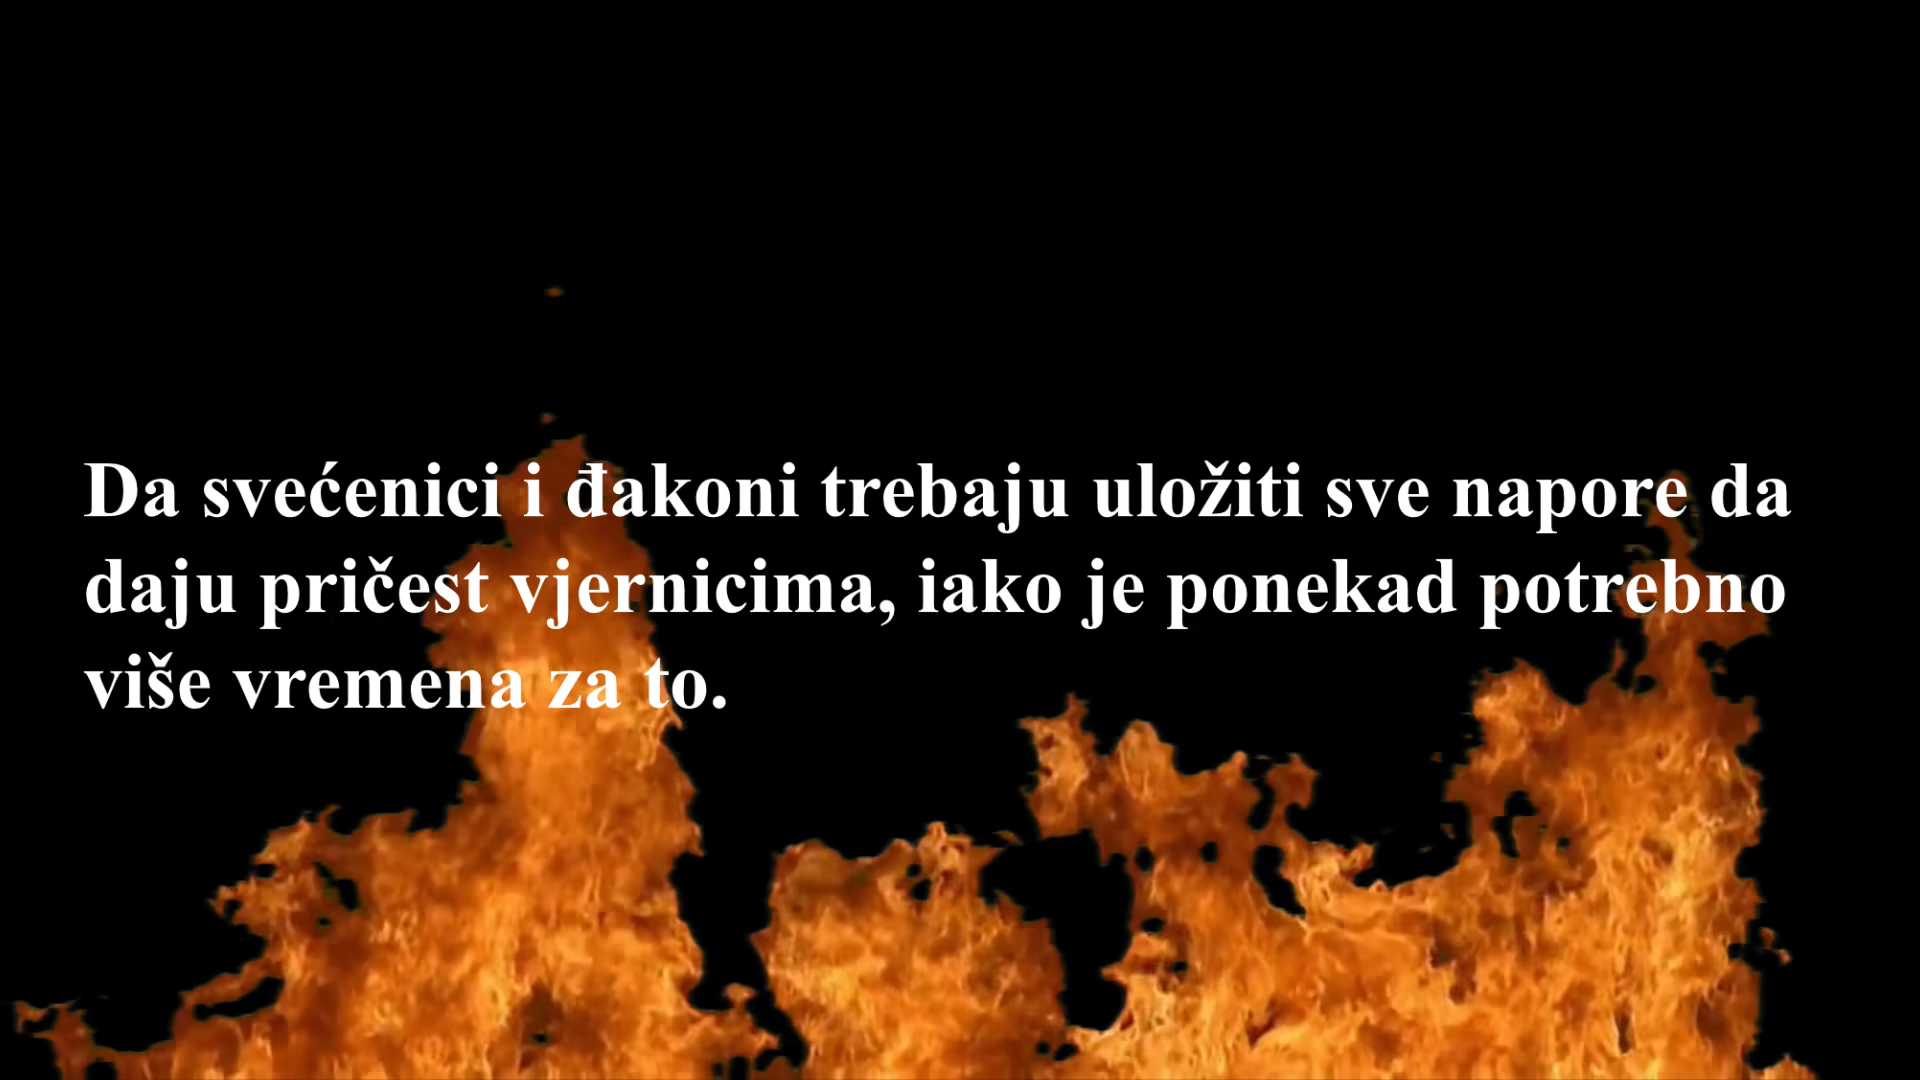 Da svećenici i đakoni trebaju uložiti sve napore da
daju pričest vjernicima, iako je ponekad potrebno
više vremena za to.